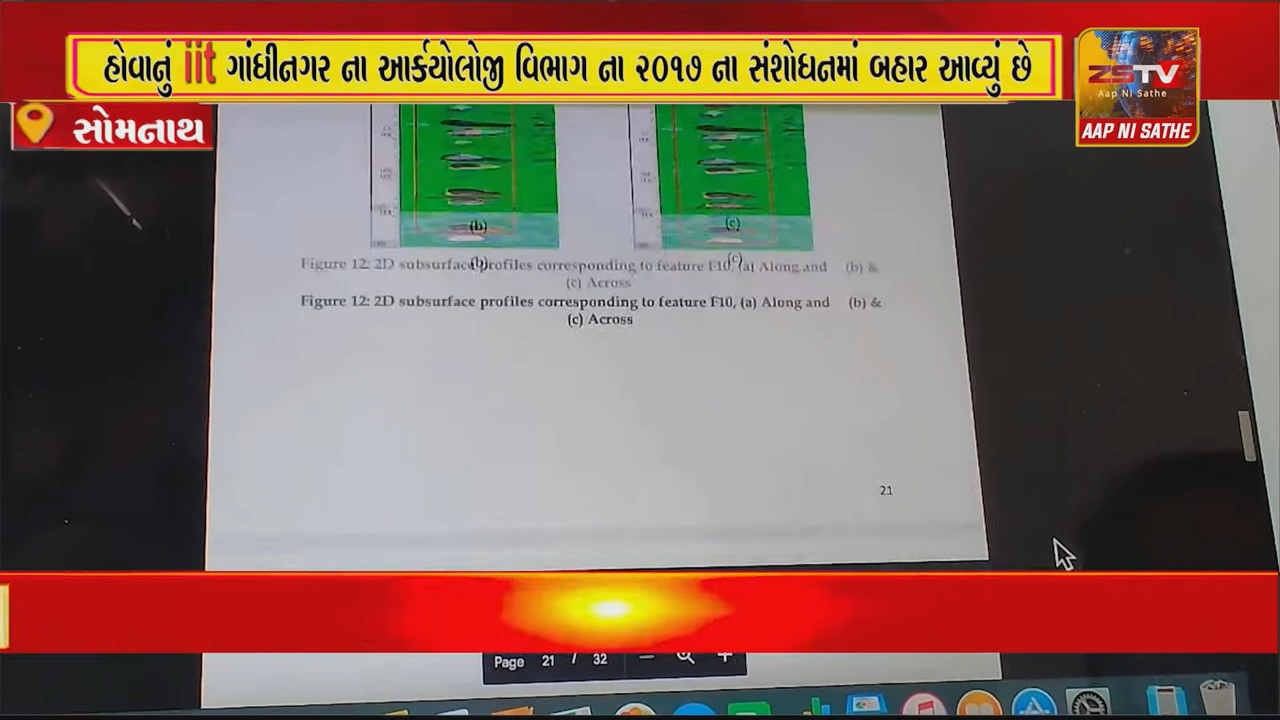 હોવાનું iit ગાંધીનગર ના આર્કયોલોજી વિભાગ ના ૨૦૧૭ ના સંશોધનમાં બહાર આવ્યું છે
ZSTV
Aap Ni Sathe
AAP NI SATHE
સોમનાથ
(b) (c)
(b) (c)
Figure 12: 2D subsurface profiles corresponding to feature F10, (a) Along and (b) &
(c) Across
Figure 12: 2D subsurface profiles corresponding to feature F10, (a) Along and (b) &
(c) Across
21
Page 21 / 32